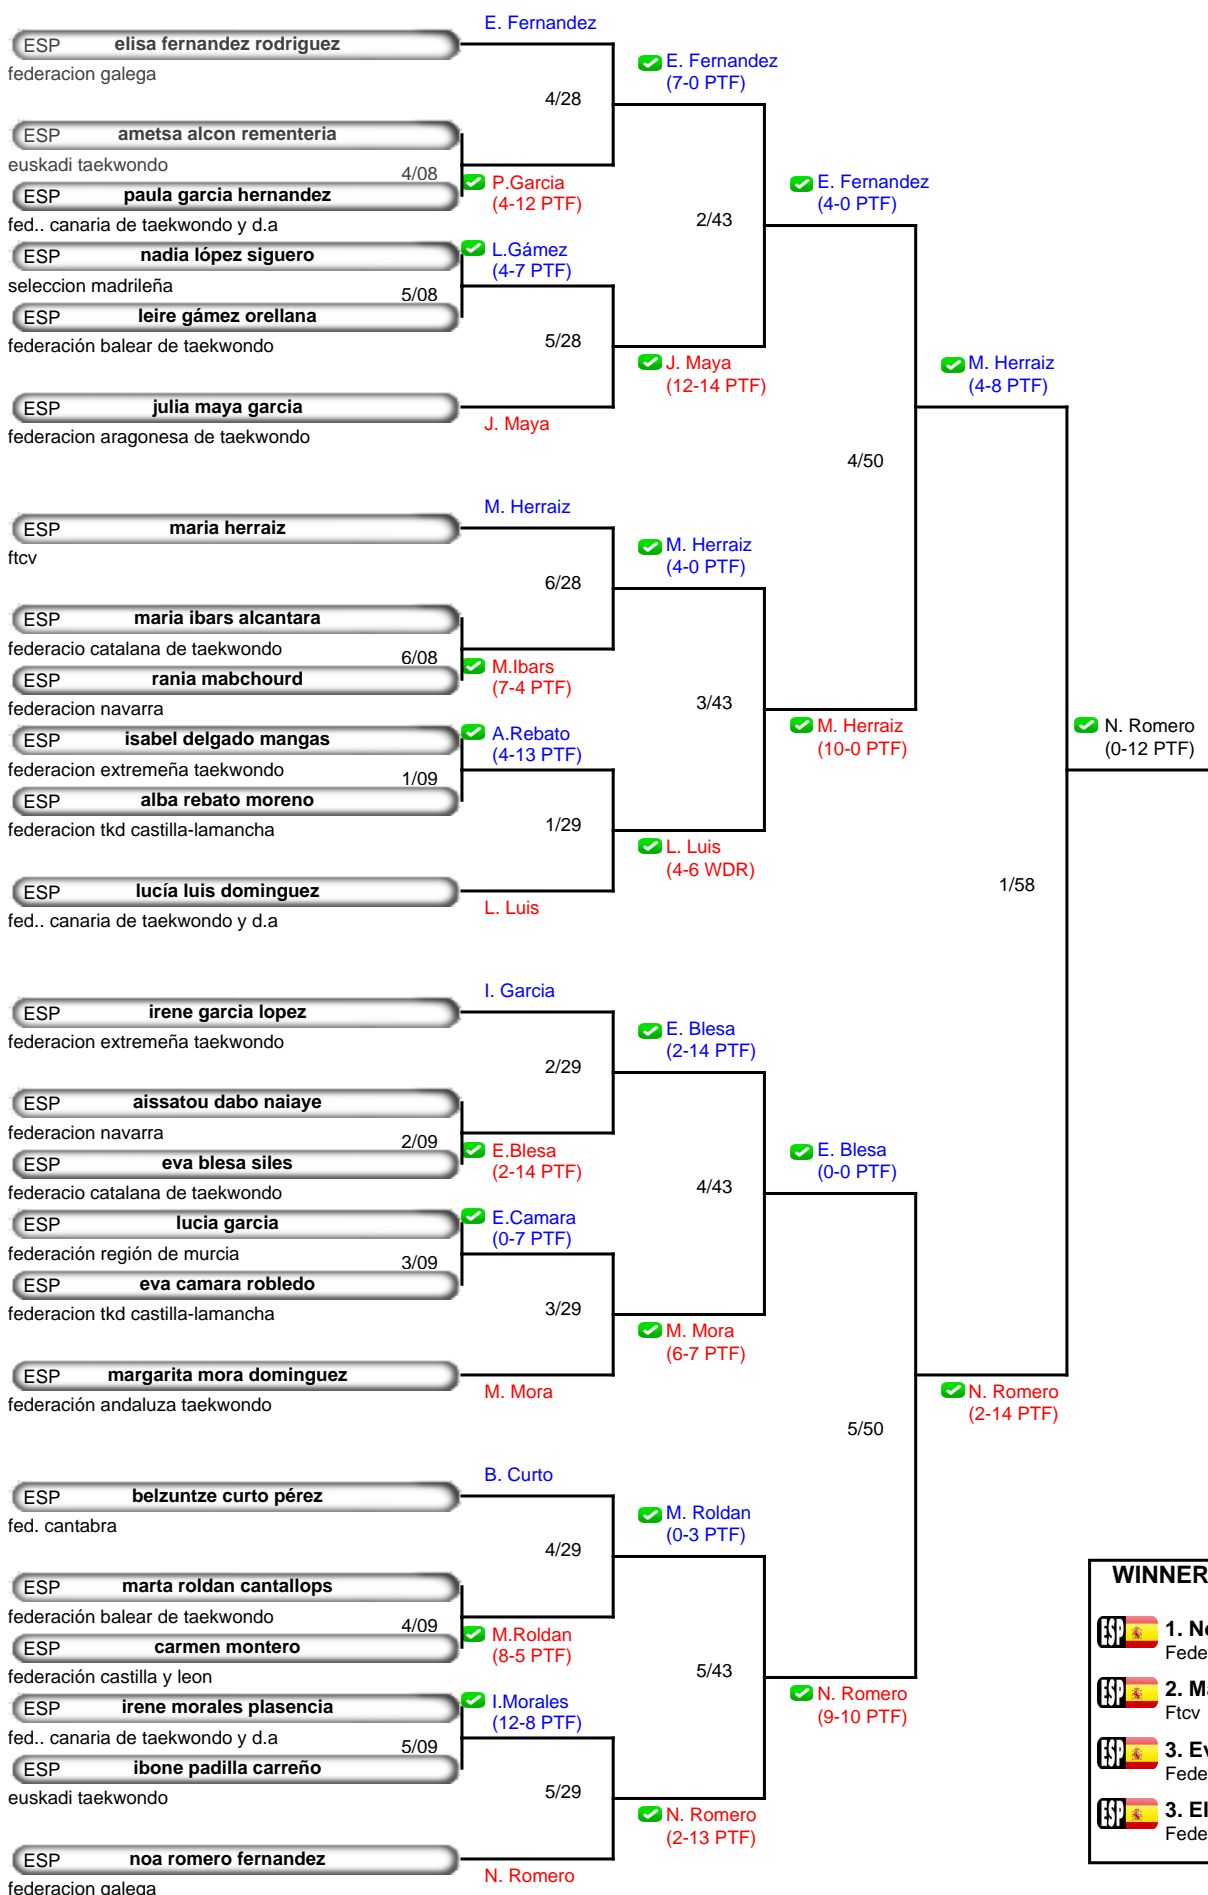 E. Fernandez
ESP elisa fernandez rodriguez
federacion galega
E. Fernandez
(7-0 PTF)
4/28
ESP ametsa alcon rementeria
euskadi taekwondo
4/08
P.Garcia
(4-12 PTF)
ESP paula garcia hernandez
fed.. canaria de taekwondo y d.a
E. Fernandez
(4-0 PTF)
2/43
ESP nadia lópez siguero
seleccion madrileña
L.Gámez
(4-7 PTF)
5/08
ESP leire gámez orellana
federación balear de taekwondo
5/28
J. Maya
(12-14 PTF)
M. Herraiz
(4-8 PTF)
ESP julia maya garcia
federacion aragonesa de taekwondo
J. Maya
4/50
M. Herraiz
ESP maria herraiz
ftcv
M. Herraiz
(4-0 PTF)
6/28
ESP maria ibars alcantara
federacio catalana de taekwondo
6/08
M.Ibars
(7-4 PTF)
ESP rania mabchourd
federacion navarra
3/43
M. Herraiz
(10-0 PTF)
N. Romero
(0-12 PTF)
ESP isabel delgado mangas
federacion extremeña taekwondo
A.Rebato
(4-13 PTF)
1/09
ESP alba rebato moreno
federacion tkd castilla-lamancha
1/29
L. Luis
(4-6 WDR)
ESP lucía luis dominguez
fed.. canaria de taekwondo y d.a
L. Luis
1/58
I. Garcia
ESP irene garcia lopez
federacion extremeña taekwondo
E. Blesa
(2-14 PTF)
2/29
ESP aissatou dabo naiaye
federacion navarra
2/09
E.Blesa
(2-14 PTF)
ESP eva blesa siles
federacio catalana de taekwondo
E. Blesa
(0-0 PTF)
4/43
ESP lucia garcia
federación región de murcia
E.Camara
(0-7 PTF)
3/09
ESP eva camara robledo
federacion tkd castilla-lamancha
3/29
M. Mora
(6-7 PTF)
ESP margarita mora dominguez
federación andaluza taekwondo
M. Mora
N. Romero
(2-14 PTF)
5/50
B. Curto
ESP belzuntze curto pérez
fed. cantabra
M. Roldan
(0-3 PTF)
4/29
ESP marta roldan cantallops
federación balear de taekwondo
4/09
M.Roldan
(8-5 PTF)
ESP carmen montero
federación castilla y leon
5/43
N. Romero
(9-10 PTF)
ESP irene morales plasencia
fed.. canaria de taekwondo y d.a
I.Morales
(12-8 PTF)
5/09
ESP ibone padilla carreño
euskadi taekwondo
5/29
N. Romero
(2-13 PTF)
ESP noa romero fernandez
federacion galega
N. Romero
WINNER
ESP 1. No
Fede
ESP 2. Ma
Ftcv
ESP 3. Ev
Fede
ESP 3. El
Fede